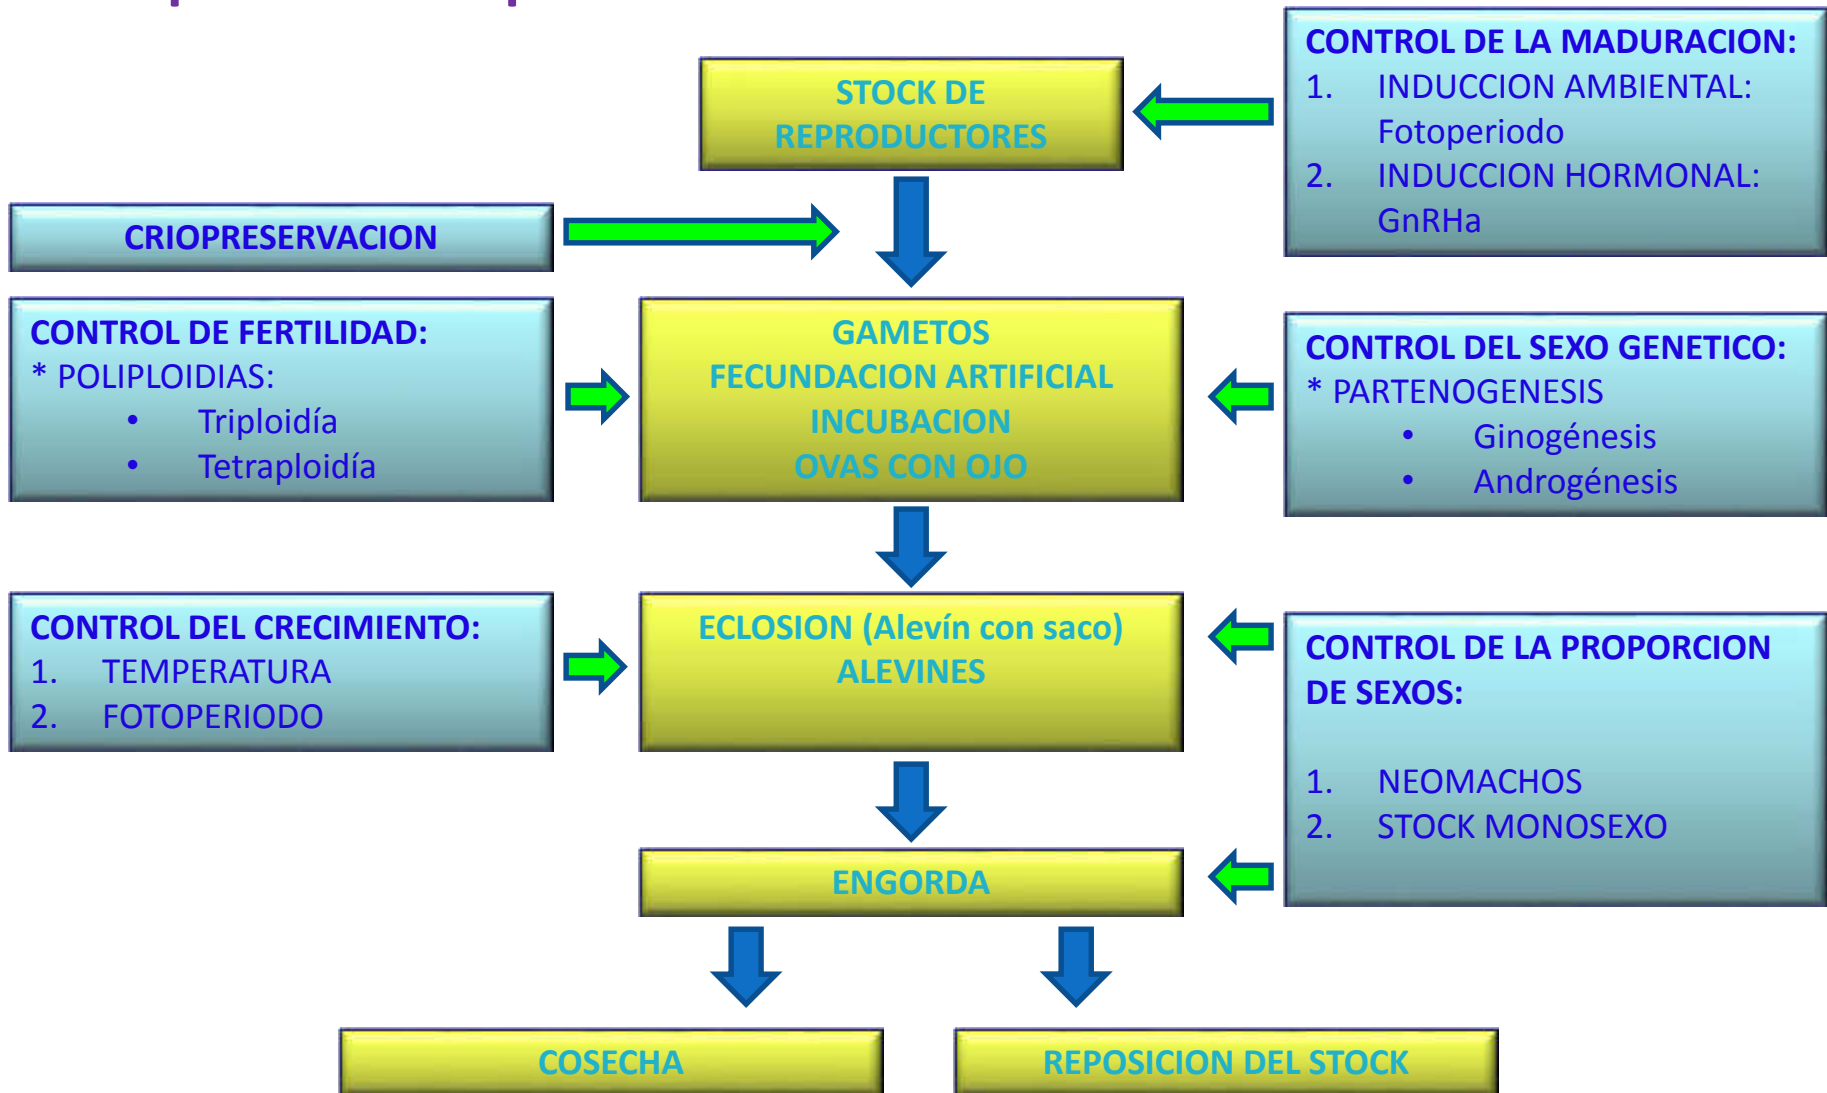 CONTROL DE LA MADURACION:
1. INDUCCION AMBIENTAL:
Fotoperiodo
2. INDUCCION HORMONAL:
GnRHa
STOCK DE
REPRODUCTORES
CRIOPRESERVACION
CONTROL DE FERTILIDAD:
* POLIPLOIDIAS:
• Triploidía
• Tetraploidía
GAMETOS
FECUNDACION ARTIFICIAL
INCUBACION
OVAS CON OJO
CONTROL DEL SEXO GENETICO:
* PARTENOGENESIS
• Ginogénesis
• Androgénesis
CONTROL DEL CRECIMIENTO:
1. TEMPERATURA
2. FOTOPERIODO
ECLOSION (Alevín con saco)
ALEVINES
CONTROL DE LA PROPORCION
DE SEXOS:
1. NEOMACHOS
2. STOCK MONOSEXO
ENGORDA
COSECHA
REPOSICION DEL STOCK